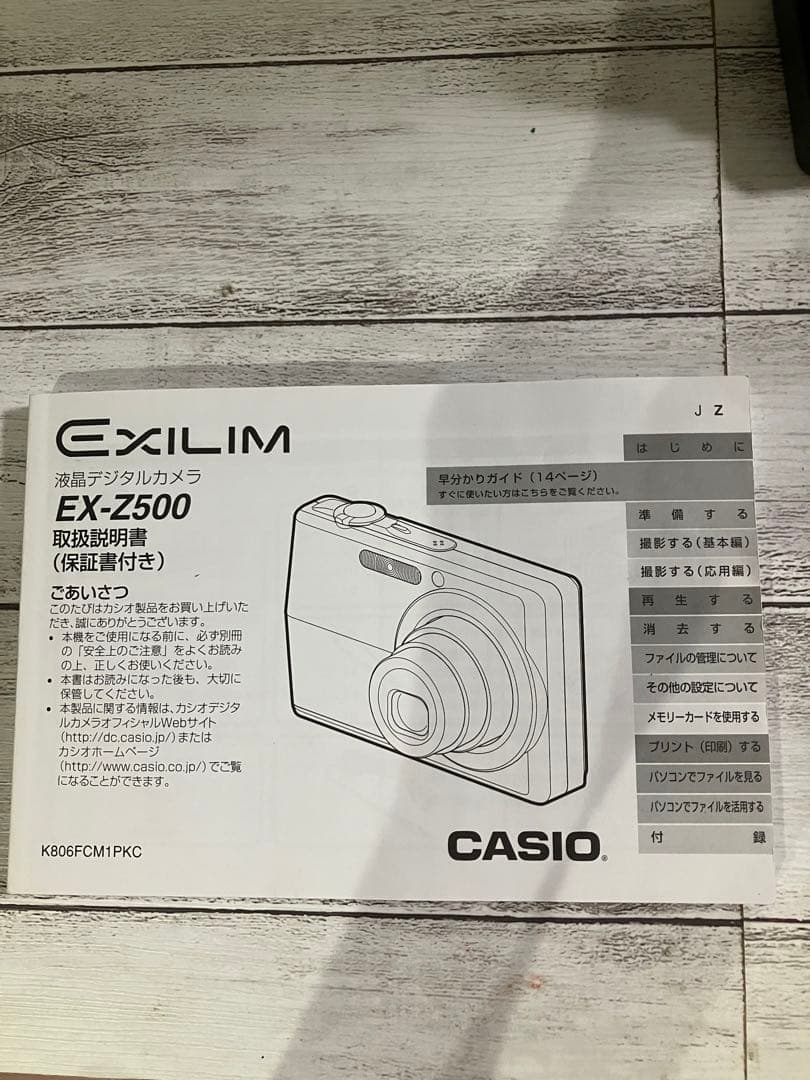 EXILIM
液晶デジタルカメラ
EX-Z500
取扱説明書
(保証書付き)
ごあいさつ
このたびはカシオ製品をお買い上げいた
だき、誠にありがとうございます。
• 本機をご使用になる前に、必ず別冊
の「安全上のご注意」をよくお読み
の上、正しくお使いください。
• 本書はお読みになった後も、大切に
保管してください。
• 本製品に関する情報は、カシオデジタ
ルカメラオフィシャルWebサイト
(http://dc.casio.jp/)または
カシオホームページ
(http://www.casio.co.jp/)でご覧
になることができます。
K806FCM1PKC
CASIO®
J Z
はじめに
早分かりガイド(14ページ)
すぐに使いたい方はこちらをご覧ください。
準備する
撮影する(基本編)
撮影する(応用編)
再生する
消去する
ファイルの管理について
その他の設定について
メモリーカードを使用する
プリント(印刷)する
パソコンでファイルを見る
パソコンでファイルを活用する
付録